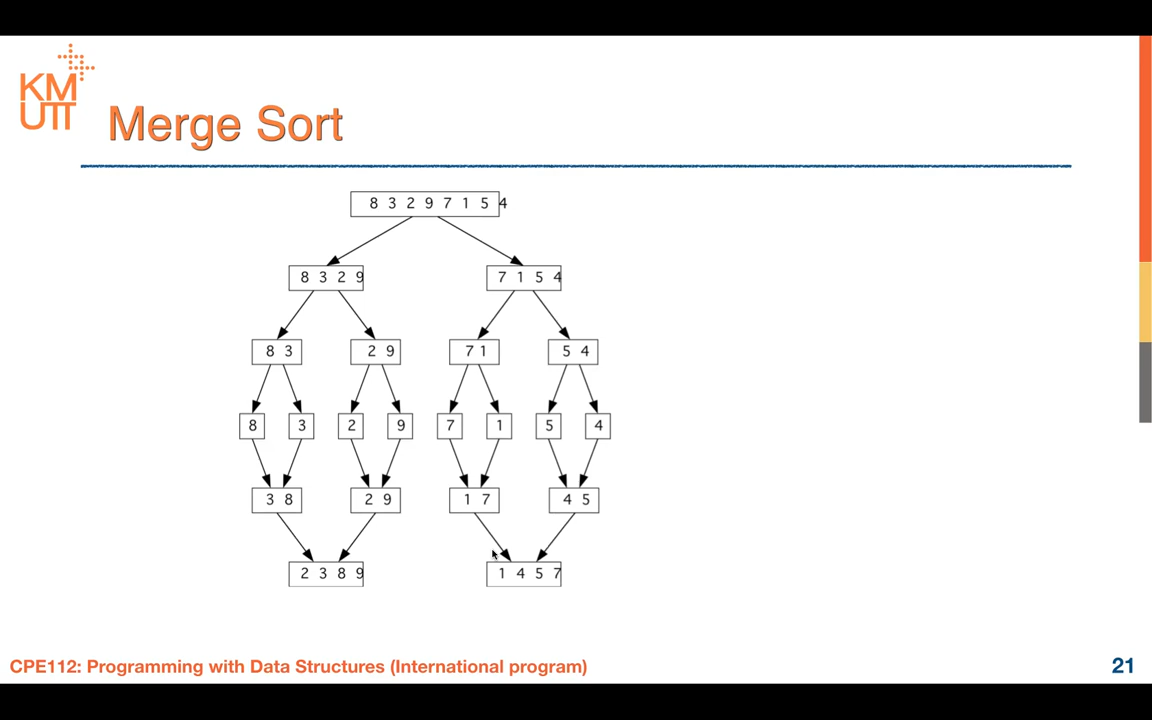 KM
UTT
Merge Sort
8 3 2 9 7 1 5 4
8 3 2 9
7 1 5 4
8 3
2 9
7 1
5 4
8
3
2
9
7
1
5
4
3 8
2 9
1 7
4 5
2 3 8 9
1 4 5 7
CPE112: Programming with Data Structures (International program)
21